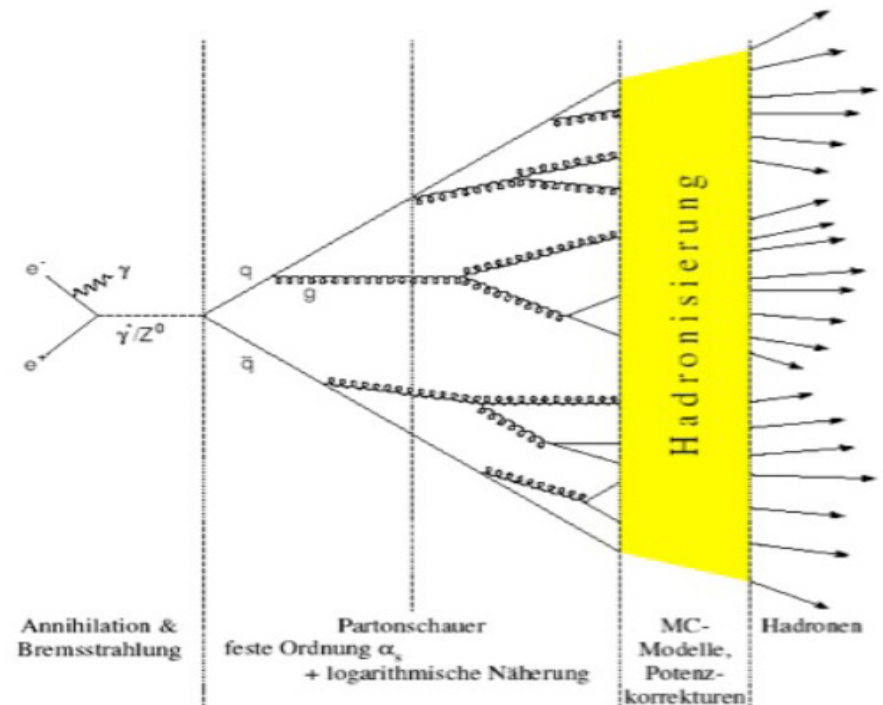 e⁻
γ
γ*/Z⁰
e⁺
q
g
q̄
Hadronisierung
Annihilation &
Bremsstrahlung
Partonschauer
feste Ordnung αₛ
+ logarithmische Näherung
MC-
Modelle,
Potenz-
korrekturen
Hadronen